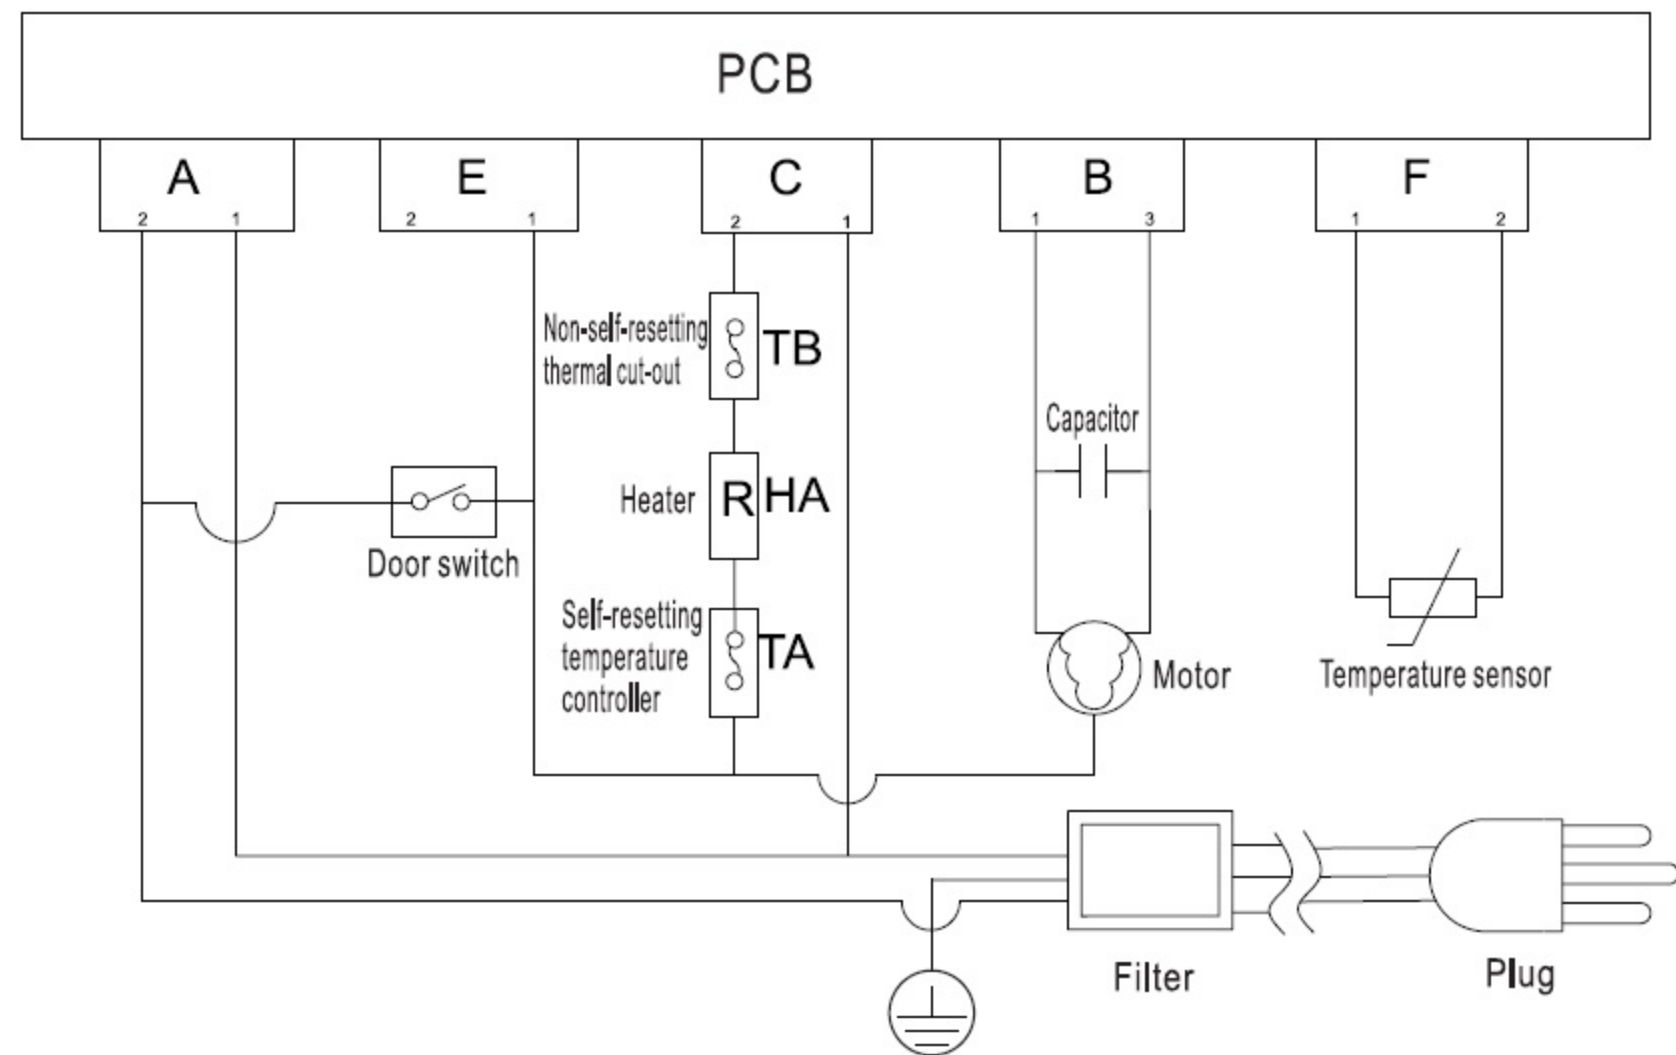 PCB
A
E
C
B
F
2 1
2 1
2 1
1 3
1 2
Non-self-resetting
thermal cut-out
TB
Capacitor
Heater
R
HA
Door switch
Self-resetting
temperature
controller
TA
Motor
Temperature sensor
Filter
Plug